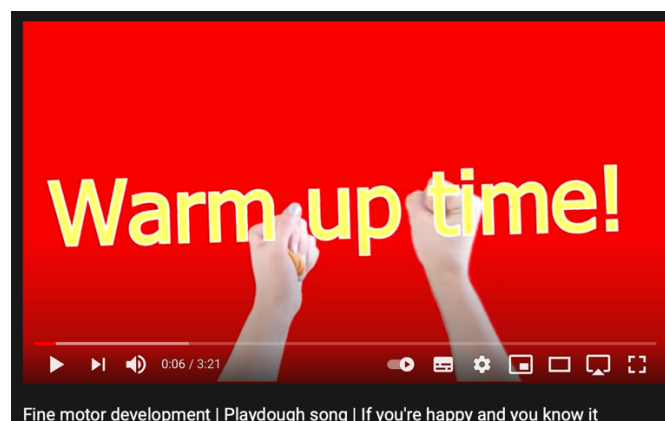 Warm up time!
0:06 / 3:21
Fine motor development | Playdough song | If you're happy and you know it